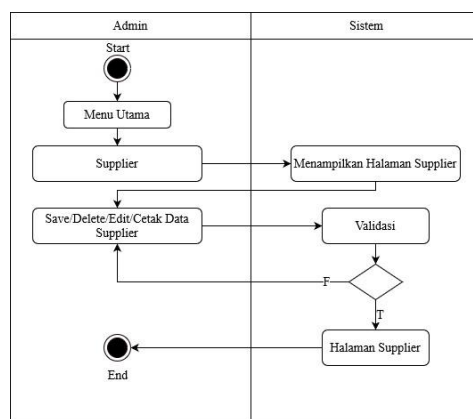 Admin
Sistem
Start
Menu Utama
Supplier
Menampilkan Halaman Supplier
Save/Delete/Edit/Cetak Data
Supplier
Validasi
F
T
Halaman Supplier
End